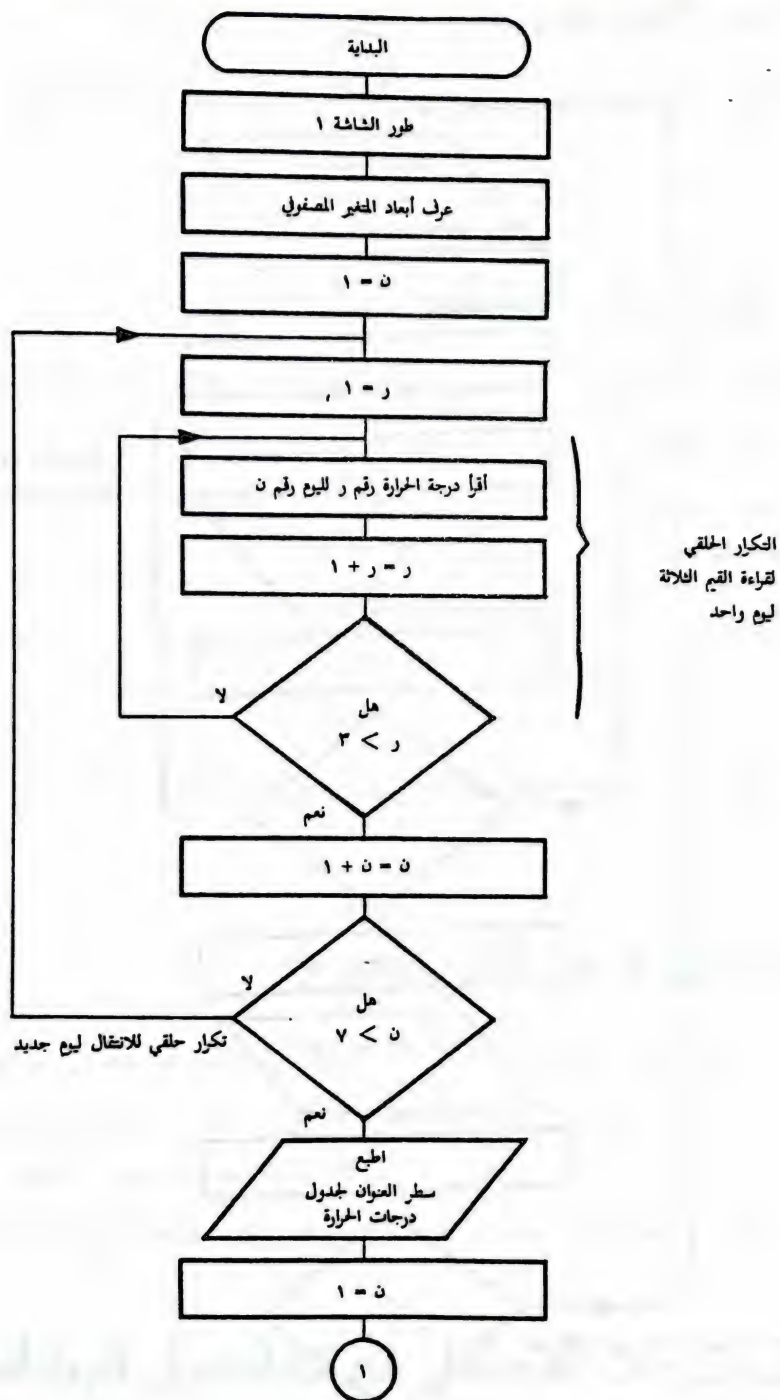 البداية
طور الشاشة ١
عرف أبعاد المتغير المصفوفي
ن = ١
ر = ١
أقرأ درجة الحرارة رقم ر لليوم رقم ن
ر = ر + ١
التكرار الحلقي
لقراءة القيم الثلاثة
ليوم واحد
لا
هل
ر > ٣
نعم
ن = ن + ١
لا
هل
ن > ٧
تكرار حلقي للانتقال ليوم جديد
نعم
اطبع
سطر العنوان لجدول
درجات الحرارة
ن = ١
١